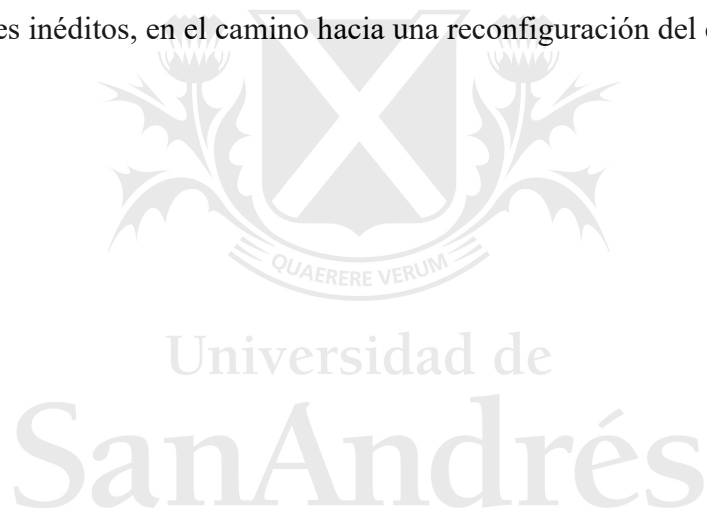 es inéditos, en el camino hacia una reconfiguración del
QUAERERE VERUM
Universidad de
SanAndrés